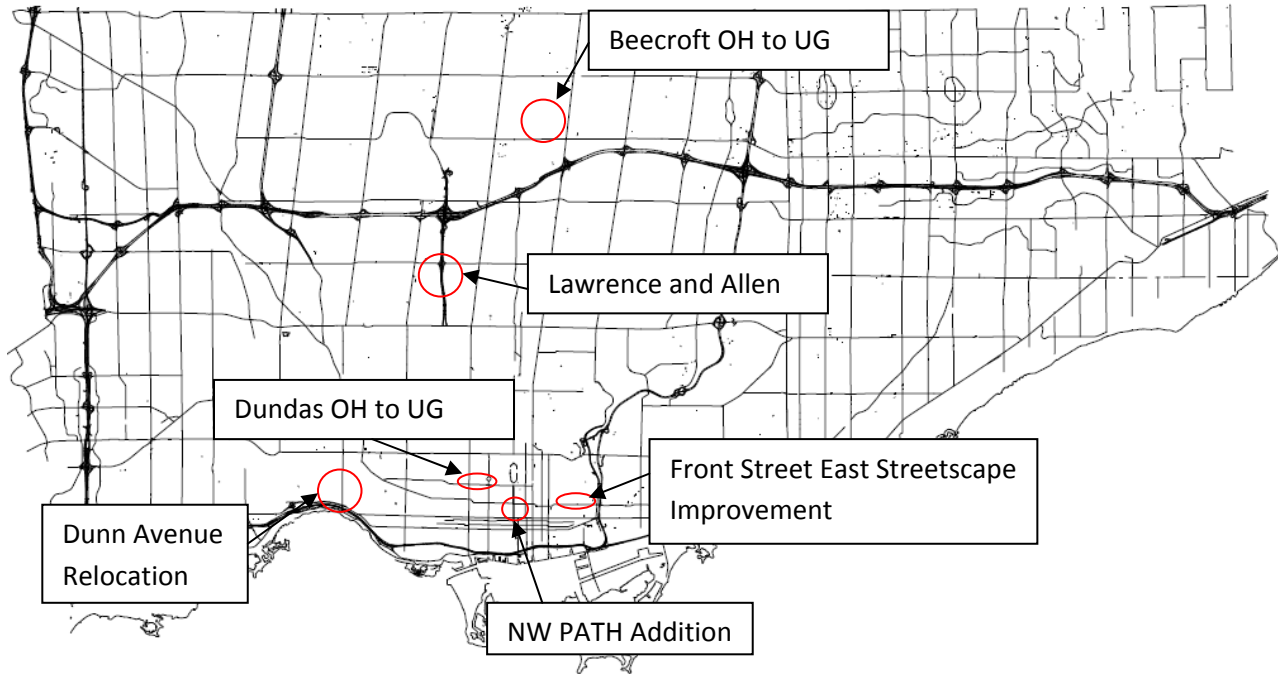 Beecroft OH to UG
Lawrence and Allen
Dundas OH to UG
Front Street East Streetscape
Improvement
Dunn Avenue
Relocation
NW PATH Addition